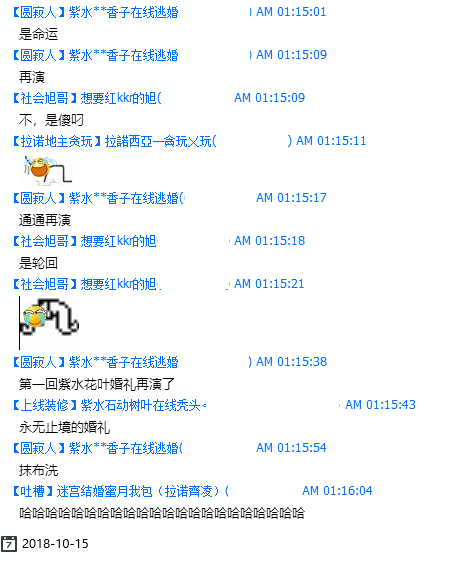 【圆寂人】紫水**香子在线逃婚 ) AM 01:15:01
是命运
【圆寂人】紫水**香子在线逃婚 ) AM 01:15:09
再演
【社会旭哥】想要红kkr的旭( AM 01:15:09
不，是傻叼
【拉诺地主贪玩】拉諾西亞一貪玩㐅玩( ) AM 01:15:11
【圆寂人】紫水**香子在线逃婚( AM 01:15:17
通通再演
【社会旭哥】想要红kkr的旭 ) AM 01:15:18
是轮回
【社会旭哥】想要红kkr的旭 ) AM 01:15:21
【圆寂人】紫水**香子在线逃婚 ) AM 01:15:38
第一回紫水花叶婚礼再演了
【上线装修】紫水石动树叶在线秃头< AM 01:15:43
永无止境的婚礼
【圆寂人】紫水**香子在线逃婚( AM 01:15:54
抹布洗
【吐槽】迷宫结婚蜜月我包（拉诺齊凌）( AM 01:16:04
哈哈哈哈哈哈哈哈哈哈哈哈哈哈哈哈哈哈哈哈哈哈
7 2018-10-15